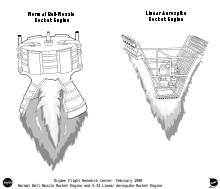 Normal Bell-Nozzle
Rocket Engine
Linear Aerospike
Rocket Engine
Dryden Flight Research Center February 1998
Normal Bell-Nozzle Rocket Engine and X-33 Linear Aerospike Rocket Engine